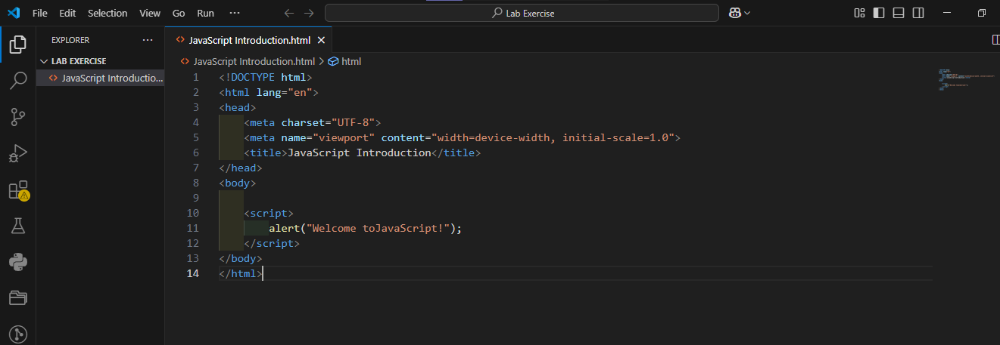 File Edit Selection View Go Run ···
Lab Exercise
EXPLORER ···
JavaScript Introduction.html
LAB EXERCISE
JavaScript Introductio...
JavaScript Introduction.html > html
1 <!DOCTYPE html>
2 <html lang="en">
3 <head>
4 <meta charset="UTF-8">
5 <meta name="viewport" content="width=device-width, initial-scale=1.0">
6 <title>JavaScript Introduction</title>
7 </head>
8 <body>
9
10 <script>
11 alert("Welcome toJavaScript!");
12 </script>
13 </body>
14 </html>